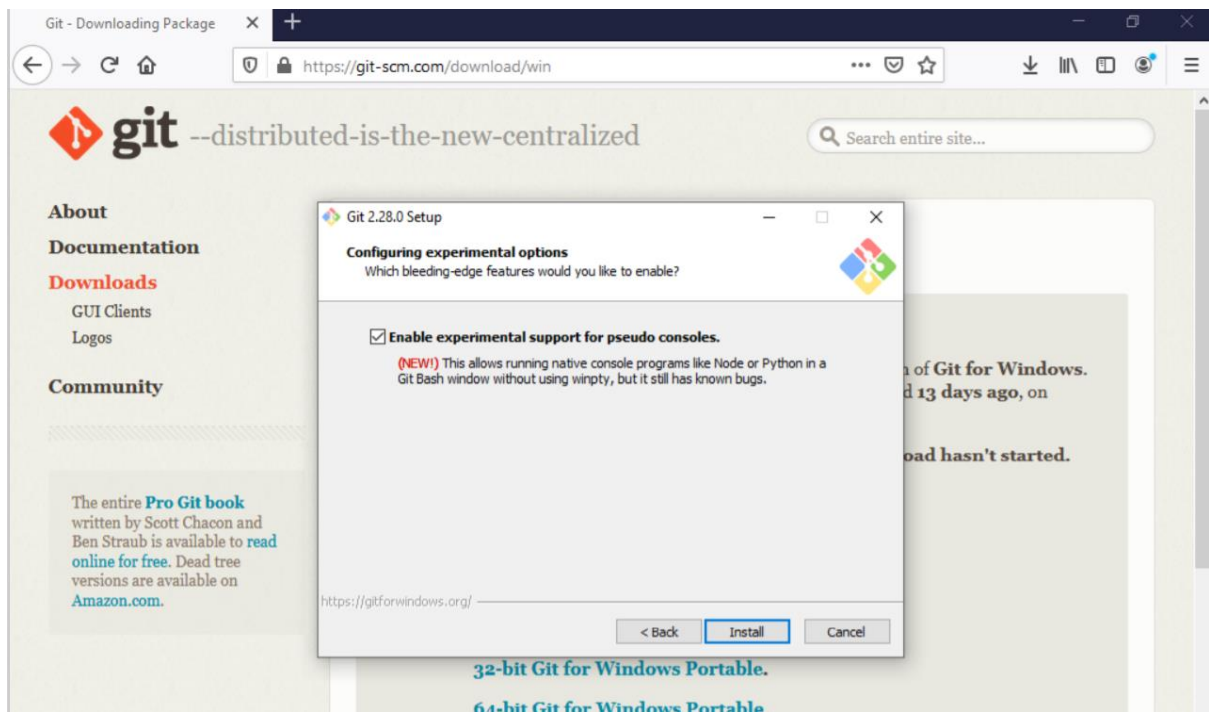 Git - Downloading Package
https://git-scm.com/download/win
git --distributed-is-the-new-centralized
Search entire site...
About
Documentation
Downloads
GUI Clients
Logos
Community
The entire Pro Git book
written by Scott Chacon and
Ben Straub is available to read
online for free. Dead tree
versions are available on
Amazon.com.
Git 2.28.0 Setup
Configuring experimental options
Which bleeding-edge features would you like to enable?
Enable experimental support for pseudo consoles.
(NEW!) This allows running native console programs like Node or Python in a
Git Bash window without using winpty, but it still has known bugs.
https://gitforwindows.org/
< Back
Install
Cancel
of Git for Windows.
13 days ago, on
hasn't started.
32-bit Git for Windows Portable.
64-bit Git for Windows Portable